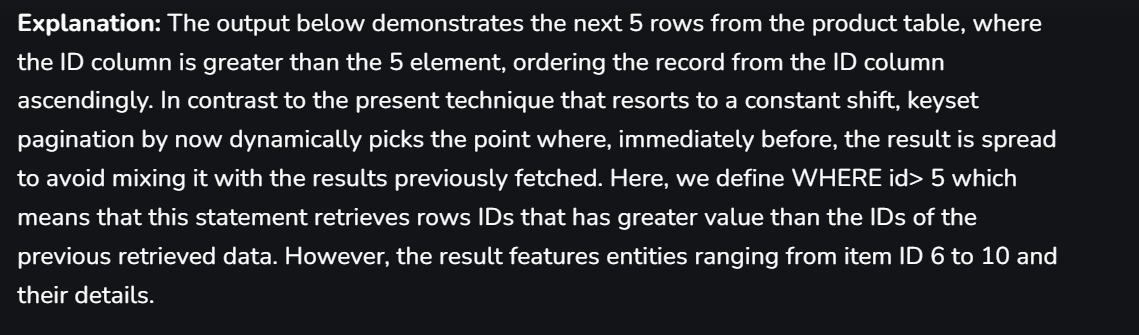 Explanation: The output below demonstrates the next 5 rows from the product table, where
the ID column is greater than the 5 element, ordering the record from the ID column
ascendingly. In contrast to the present technique that resorts to a constant shift, keyset
pagination by now dynamically picks the point where, immediately before, the result is spread
to avoid mixing it with the results previously fetched. Here, we define WHERE id> 5 which
means that this statement retrieves rows IDs that has greater value than the IDs of the
previous retrieved data. However, the result features entities ranging from item ID 6 to 10 and
their details.